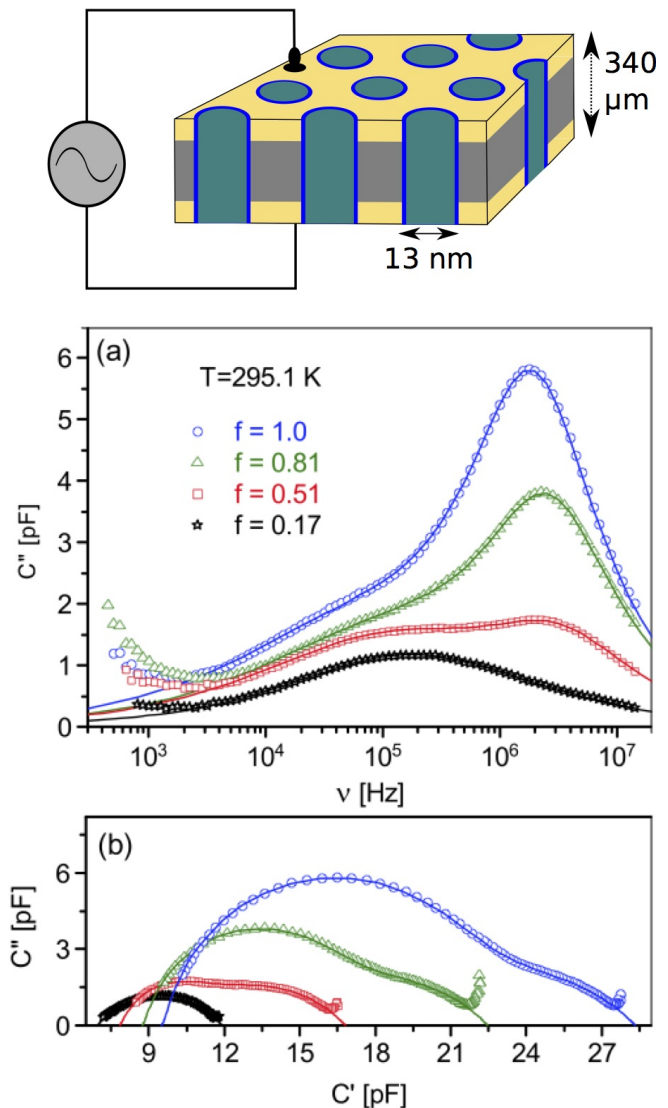 340
μm
13 nm
(a)
T=295.1 K
f = 1.0
f = 0.81
f = 0.51
f = 0.17
C" [pF]
6
5
4
3
2
1
0
10³ 10⁴ 10⁵ 10⁶ 10⁷
ν [Hz]
(b)
C" [pF]
6
3
0
9 12 15 18 21 24 27
C' [pF]